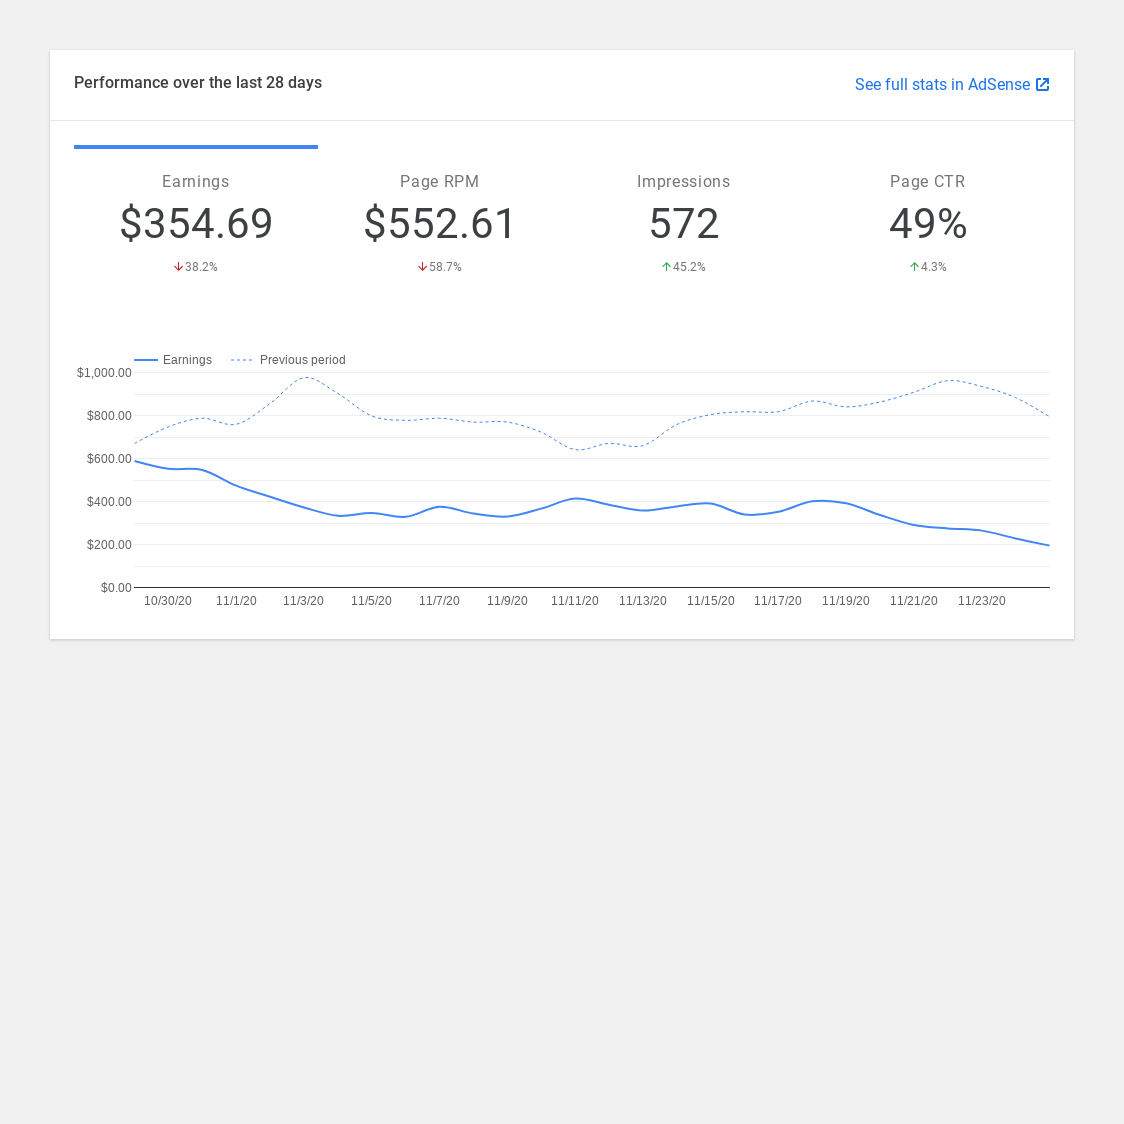 Performance over the last 28 days
See full stats in AdSense
Earnings Page RPM Impressions Page CTR
$354.69 $552.61 572 49%
38.2% 58.7% 45.2% 4.3%
Earnings Previous period
$1,000.00
$800.00
$600.00
$400.00
$200.00
$0.00
10/30/20 11/1/20 11/3/20 11/5/20 11/7/20 11/9/20 11/11/20 11/13/20 11/15/20 11/17/20 11/19/20 11/21/20 11/23/20